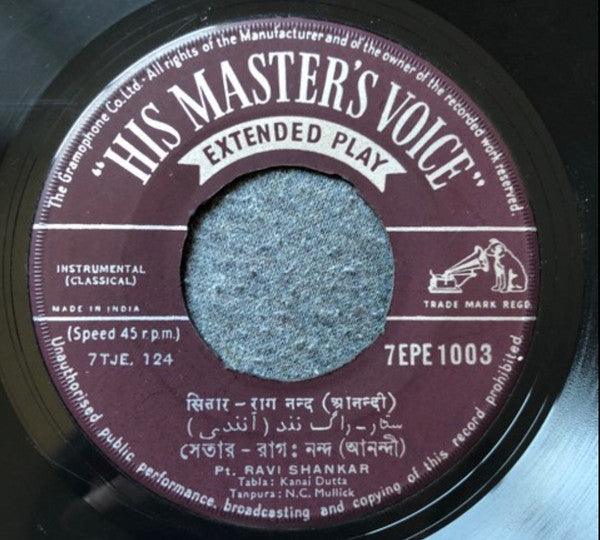 The Gramophone Co. Ltd. All rights of the Manufacturer and of the owner of the recorded work reserved.
"HIS MASTER'S VOICE"
EXTENDED PLAY
INSTRUMENTAL
(CLASSICAL)
MADE IN INDIA
TRADE MARK REGD
(Speed 45 r.p.m.)
7TJE. 124
7EPE 1003
सितार - राग नन्द (आनन्दी)
ستار - راگ نند (آنندی)
সেতার - রাগ: নন্দ (আনন্দী)
Pt. RAVI SHANKAR
Tabla: Kanai Dutta
Tanpura: N.C. Mullick
Unauthorised public performance, broadcasting and copying of this record prohibited.